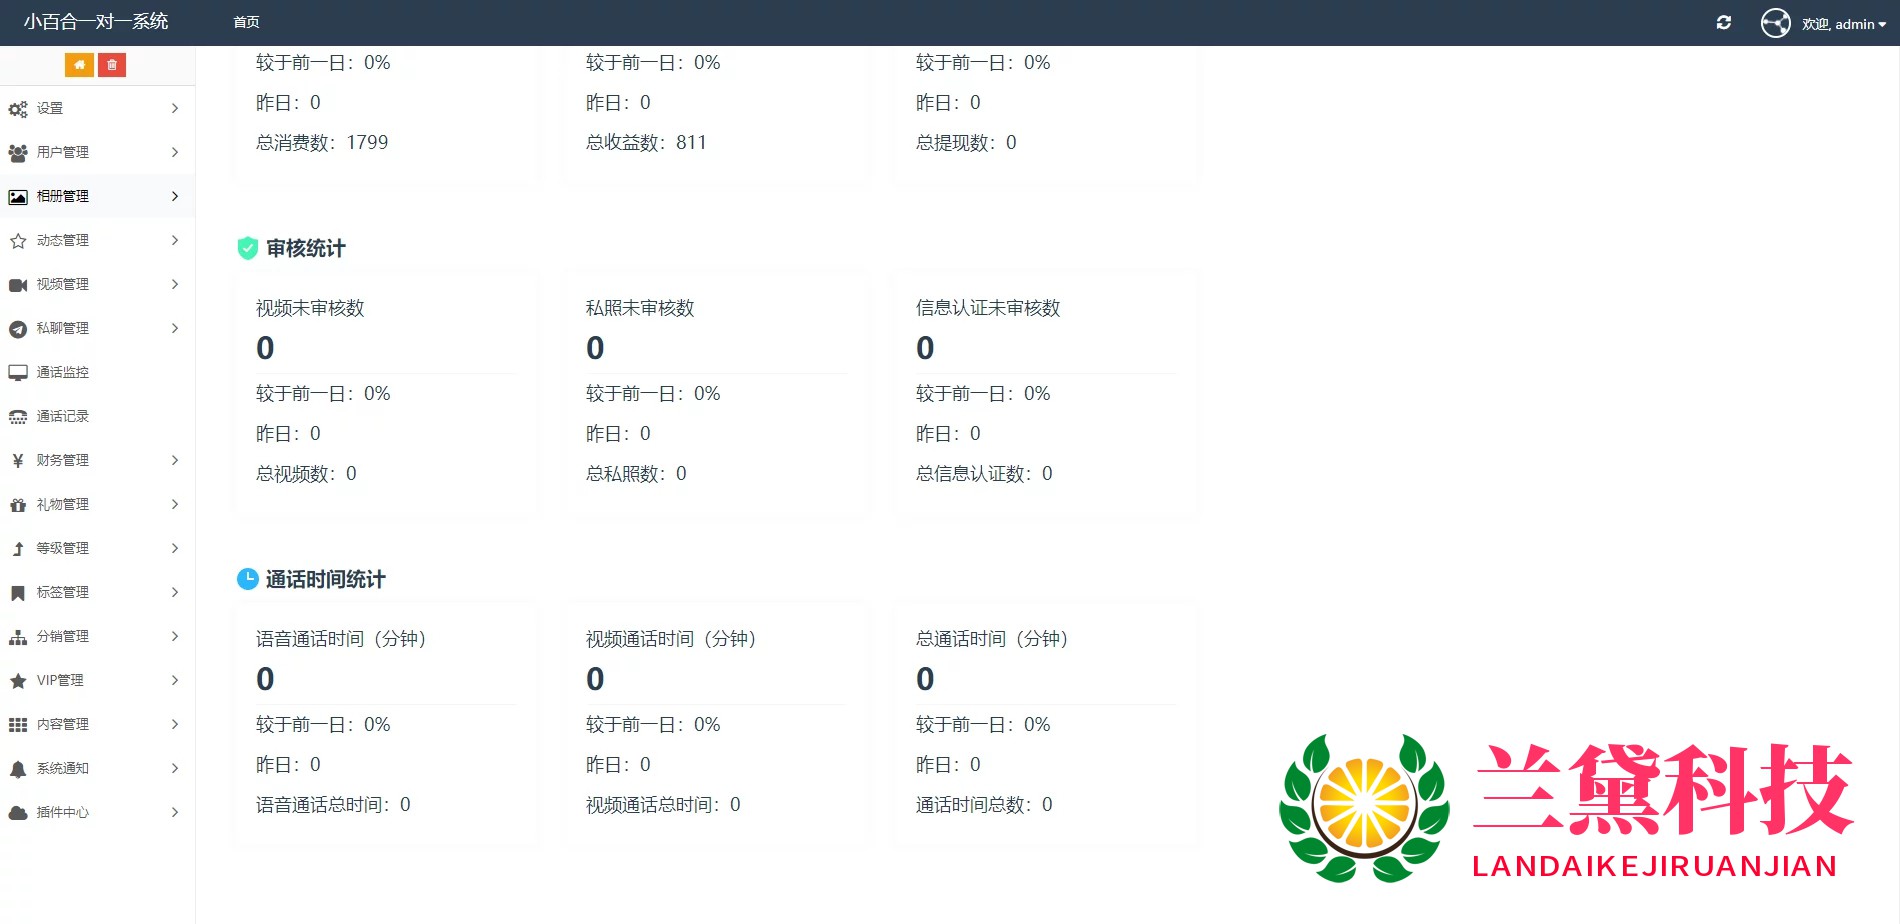 小百合一对一系统
首页
欢迎, admin
设置
用户管理
相册管理
动态管理
视频管理
私聊管理
通话监控
通话记录
财务管理
礼物管理
等级管理
标签管理
分销管理
VIP管理
内容管理
系统通知
插件中心
较于前一日：0%
昨日：0
总消费数：1799
较于前一日：0%
昨日：0
总收益数：811
较于前一日：0%
昨日：0
总提现数：0
审核统计
视频未审核数
0
较于前一日：0%
昨日：0
总视频数：0
私照未审核数
0
较于前一日：0%
昨日：0
总私照数：0
信息认证未审核数
0
较于前一日：0%
昨日：0
总信息认证数：0
通话时间统计
语音通话时间（分钟）
0
较于前一日：0%
昨日：0
语音通话总时间：0
视频通话时间（分钟）
0
较于前一日：0%
昨日：0
视频通话总时间：0
总通话时间（分钟）
0
较于前一日：0%
昨日：0
通话时间总数：0
兰黛科技
LANDAIKEJIRUANJIAN